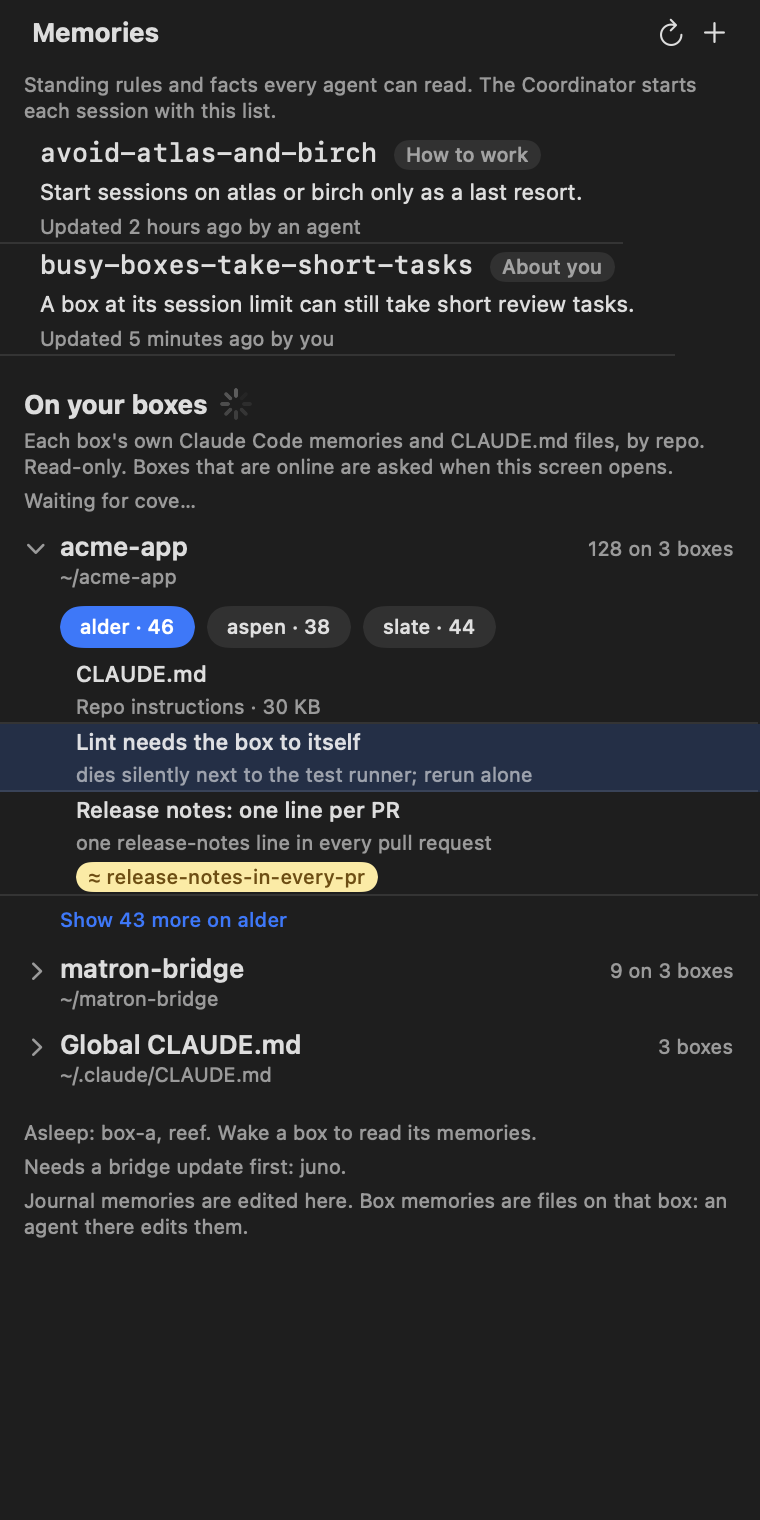 Memories
Standing rules and facts every agent can read. The Coordinator starts
each session with this list.
avoid-atlas-and-birch How to work
Start sessions on atlas or birch only as a last resort.
Updated 2 hours ago by an agent
busy-boxes-take-short-tasks About you
A box at its session limit can still take short review tasks.
Updated 5 minutes ago by you
On your boxes
Each box's own Claude Code memories and CLAUDE.md files, by repo.
Read-only. Boxes that are online are asked when this screen opens.
Waiting for cove…
acme-app 128 on 3 boxes
~/acme-app
alder · 46 aspen · 38 slate · 44
CLAUDE.md
Repo instructions · 30 KB
Lint needs the box to itself
dies silently next to the test runner; rerun alone
Release notes: one line per PR
one release-notes line in every pull request
≈ release-notes-in-every-pr
Show 43 more on alder
matron-bridge 9 on 3 boxes
~/matron-bridge
Global CLAUDE.md 3 boxes
~/.claude/CLAUDE.md
Asleep: box-a, reef. Wake a box to read its memories.
Needs a bridge update first: juno.
Journal memories are edited here. Box memories are files on that box: an
agent there edits them.